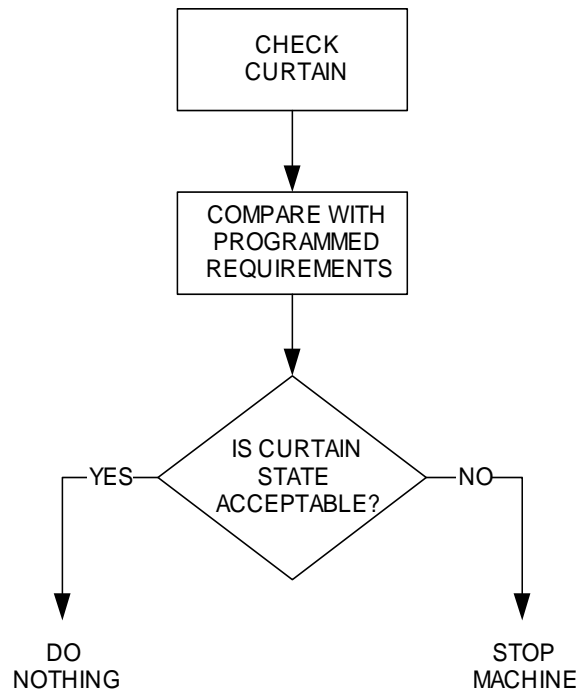 CHECK
CURTAIN
COMPARE WITH
PROGRAMMED
REQUIREMENTS
IS CURTAIN
STATE
ACCEPTABLE?
YES
NO
DO
NOTHING
STOP
MACHINE